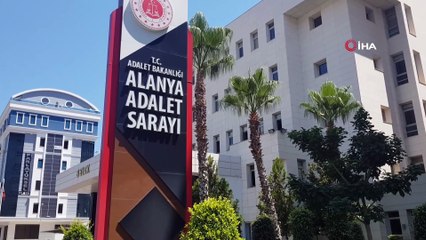 İHA
T.C.
ADALET BAKANLIĞI
ALANYA
ADALET
SARAYI